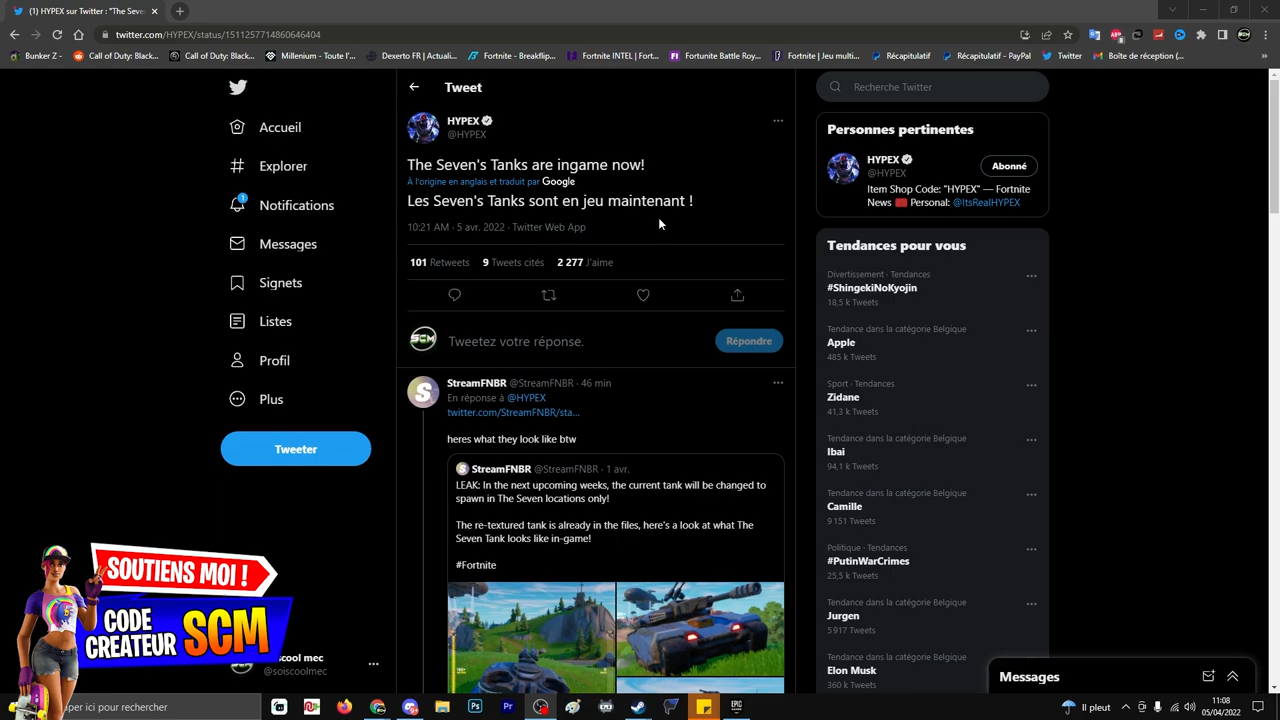 (1) HYPEX sur Twitter : "The Sev
twitter.com/HYPEX/status/1511257714860646404
Bunker Z -
Call of Duty: Black...
Millenium - Toute l'...
Dexerto FR | Actuali...
Fortnite - Breakflip...
Fortnite INTEL | Fort...
Fortunite Battle Roy...
Fortnite | Jeu multi...
Récapitulatif
Récapitulatif - PayPal
Twitter
Boîte de réception (...
Accueil
Explorer
1
Notifications
Messages
Signets
Listes
Profil
Plus
Tweeter
Tweet
HYPEX
@HYPEX
The Seven's Tanks are ingame now!
À l'origine en anglais et traduit par Google
Les Seven's Tanks sont en jeu maintenant !
10:21 AM · 5 avr. 2022 · Twitter Web App
101 Retweets 9 Tweets cités 2 277 J'aime
SCM
Tweetez votre réponse.
Répondre
StreamFNBR @StreamFNBR · 46 min
En réponse à @HYPEX
twitter.com/StreamFNBR/sta...
heres what they look like btw
StreamFNBR @StreamFNBR · 1 avr.
LEAK: In the next upcoming weeks, the current tank will be changed to
spawn in The Seven locations only!
The re-textured tank is already in the files, here's a look at what The
Seven Tank looks like in-game!
#Fortnite
Recherche Twitter
Personnes pertinentes
HYPEX
@HYPEX
Abonné
Item Shop Code: "HYPEX" — Fortnite
News Personal: @ItsRealHYPEX
Tendances pour vous
Divertissement · Tendances
#ShingekiNoKyojin
18,5 k Tweets
Tendance dans la catégorie Belgique
Apple
485 k Tweets
Sport · Tendances
Zidane
41,3 k Tweets
Tendance dans la catégorie Belgique
Ibai
94,1 k Tweets
Tendance dans la catégorie Belgique
Camille
9 151 Tweets
Politique · Tendances
#PutinWarCrimes
25,5 k Tweets
Tendance dans la catégorie Belgique
Jurgen
5 917 Tweets
Tendance dans la catégorie Belgique
Elon Musk
360 k Tweets
Messages
SOUTIENS MOI !
CODE
CREATEUR SCM
soiscool mec
@soiscoolmec
per ici pour rechercher
Il pleut
11:08
05/04/2022